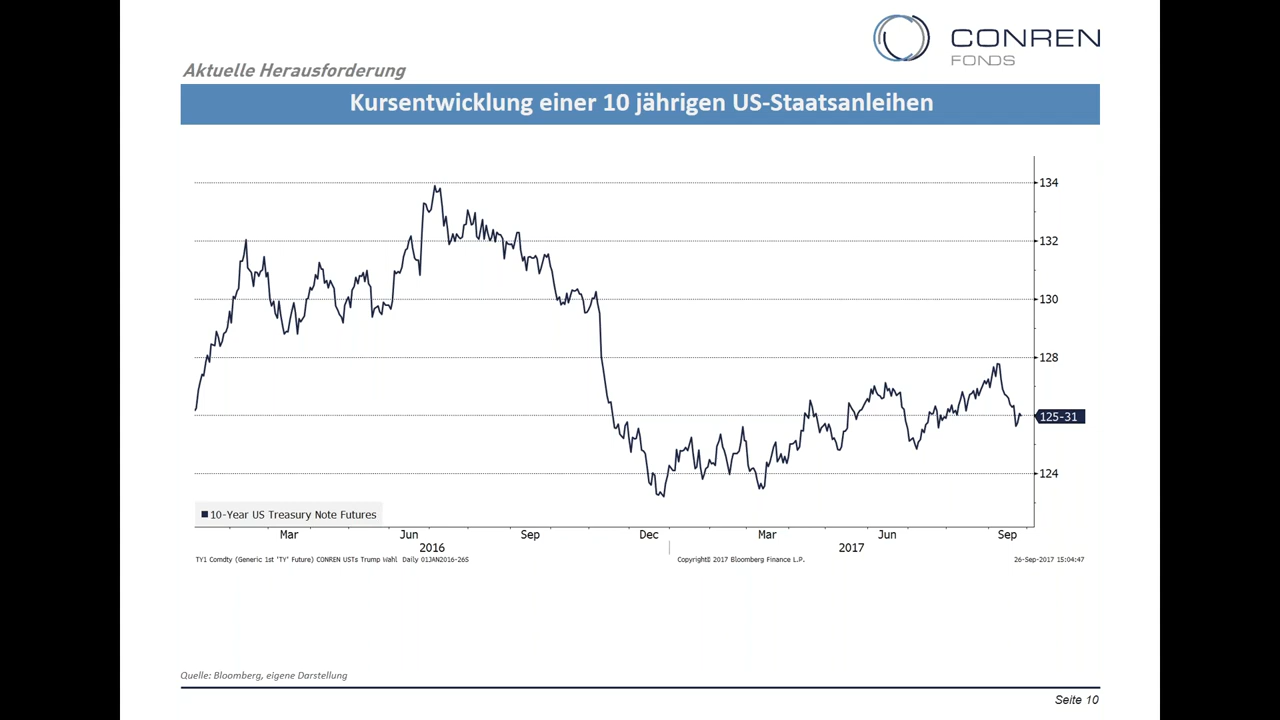 CONREN
FONDS
Aktuelle Herausforderung
Kursentwicklung einer 10 jährigen US-Staatsanleihen
134
132
130
128
125-31
124
10-Year US Treasury Note Futures
Mar Jun Sep Dec Mar Jun Sep
2016 2017
TY1 Comdty (Generic 1st 'TY' Future) CONREN USTs Trump Wahl Daily 01JAN2016-26S Copyright© 2017 Bloomberg Finance L.P. 26-Sep-2017 15:04:47
Quelle: Bloomberg, eigene Darstellung
Seite 10